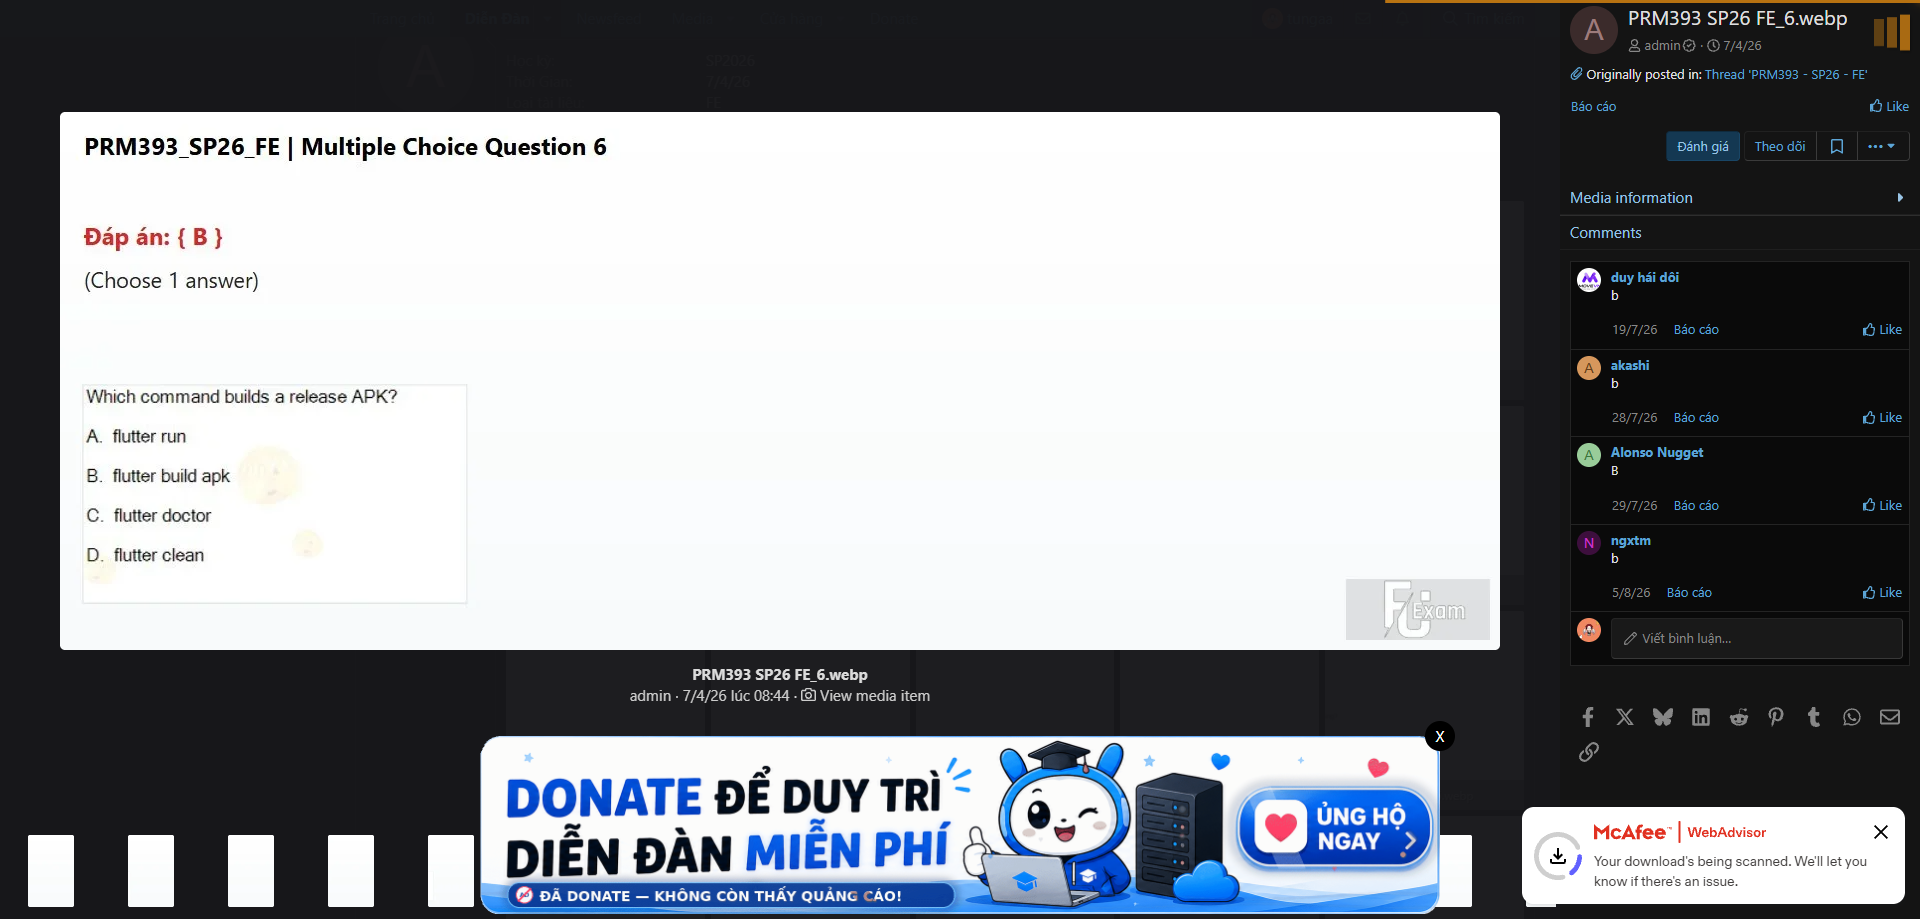 PRM393_SP26_FE | Multiple Choice Question 6
Đáp án: { B }
(Choose 1 answer)
Which command builds a release APK?
A. flutter run
B. flutter build apk
C. flutter doctor
D. flutter clean
FU Exam
PRM393 SP26 FE_6.webp
admin · 7/4/26 lúc 08:44 · View media item
X
DONATE ĐỂ DUY TRÌ
DIỄN ĐÀN MIỄN PHÍ
ĐÃ DONATE — KHÔNG CÒN THẤY QUẢNG CÁO!
ỦNG HỘ
NGAY
A
PRM393 SP26 FE_6.webp
admin · 7/4/26
Originally posted in: Thread 'PRM393 - SP26 - FE'
Báo cáo
Like
Đánh giá
Theo dõi
Media information
Comments
duy hái dôi
b
19/7/26 Báo cáo Like
A
akashi
b
28/7/26 Báo cáo Like
A
Alonso Nugget
B
29/7/26 Báo cáo Like
N
ngxtm
b
5/8/26 Báo cáo Like
Viết bình luận...
McAfee™ | WebAdvisor
Your download's being scanned. We'll let you
know if there's an issue.